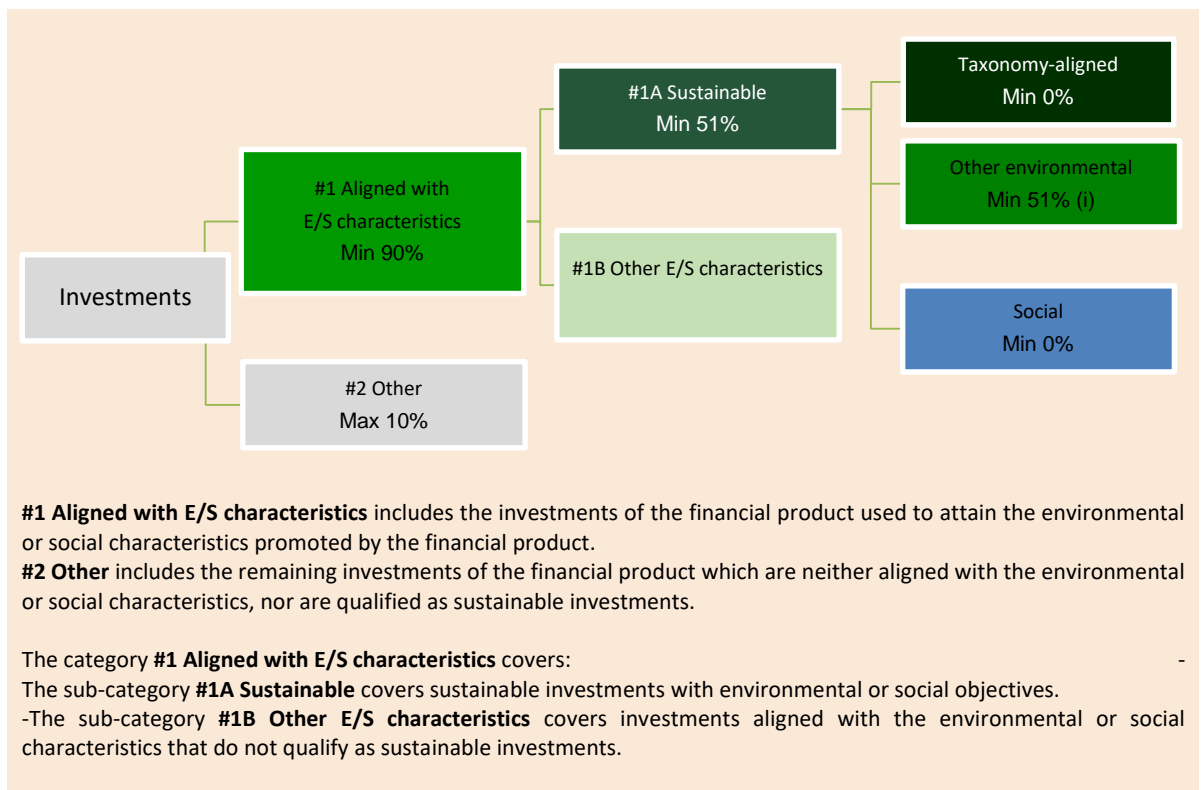 Investments
#1 Aligned with
E/S characteristics
Min 90%
#2 Other
Max 10%
#1A Sustainable
Min 51%
#1B Other E/S characteristics
Taxonomy-aligned
Min 0%
Other environmental
Min 51% (i)
Social
Min 0%
#1 Aligned with E/S characteristics includes the investments of the financial product used to attain the environmental
or social characteristics promoted by the financial product.
#2 Other includes the remaining investments of the financial product which are neither aligned with the environmental
or social characteristics, nor are qualified as sustainable investments.
The category #1 Aligned with E/S characteristics covers: -
The sub-category #1A Sustainable covers sustainable investments with environmental or social objectives.
-The sub-category #1B Other E/S characteristics covers investments aligned with the environmental or social
characteristics that do not qualify as sustainable investments.